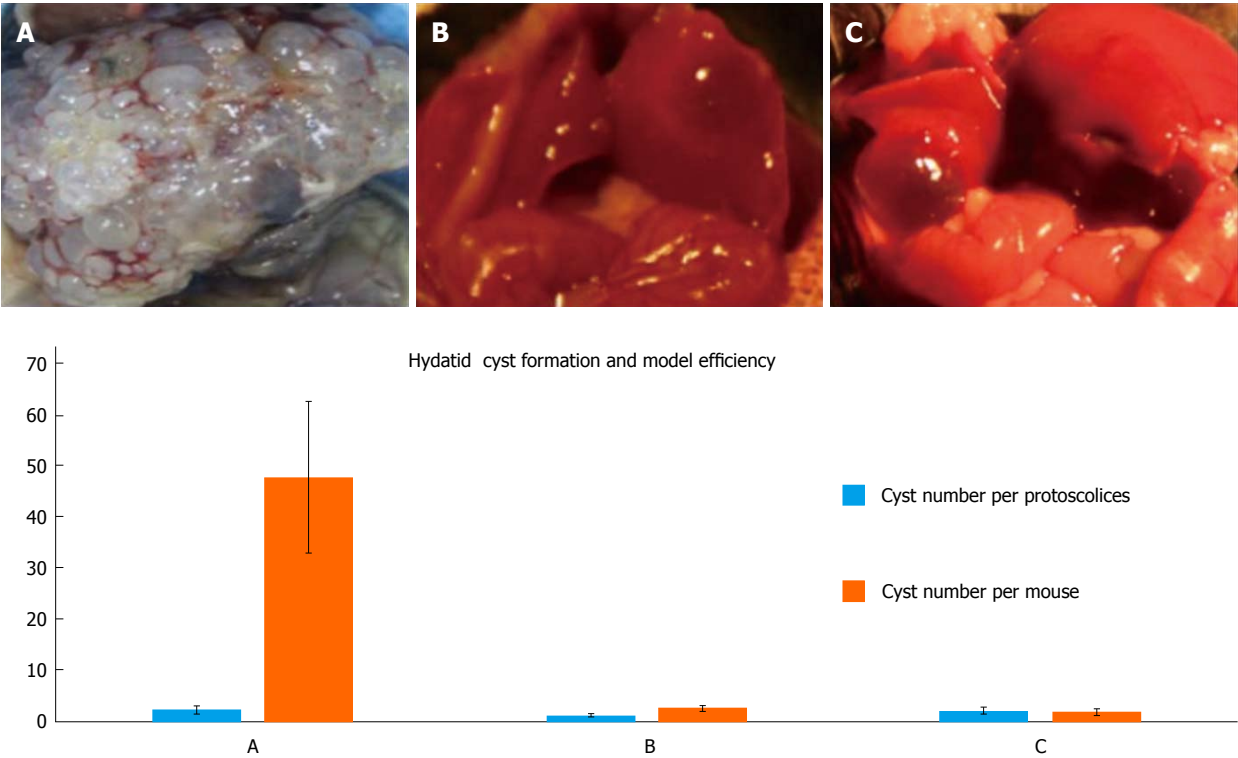 A
B
C
Hydatid cyst formation and model efficiency
70
60
50
40
30
20
10
0
Cyst number per protoscolices
Cyst number per mouse
A
B
C